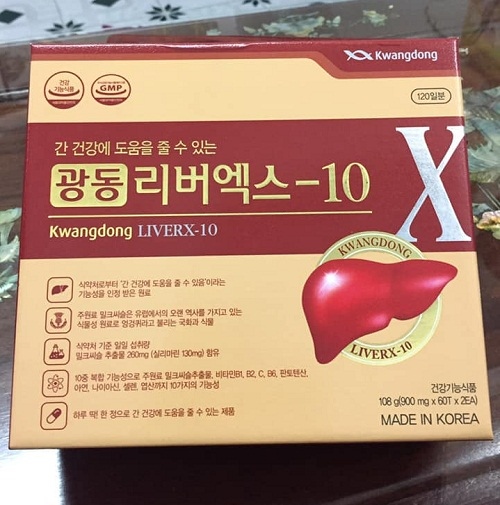 Kwangdong
건강
기능식품
GMP
120일분
간 건강에 도움을 줄 수 있는
광동 리버엑스-10
X
Kwangdong LIVERX-10
KWANGDONG
LIVERX-10
식약처로부터 '간 건강에 도움을 줄 수 있음'이라는
기능성을 인정 받은 원료
주원료 밀크씨슬은 유럽에서의 오랜 역사를 가지고 있는
식물성 원료로 엉겅퀴라고 불리는 국화과 식물
식약처 기준 일일 섭취량
밀크씨슬 추출물 260mg (실리마린 130mg) 함유
10중 복합 기능성으로 주원료 밀크씨슬추출물, 비타민B1, B2, C, B6, 판토텐산,
아연, 나이아신, 셀렌, 엽산까지 10가지의 기능성
하루 딱! 한 정으로 간 건강에 도움을 줄 수 있는 제품
건강기능식품
108 g(900 mg x 60T x 2EA)
MADE IN KOREA